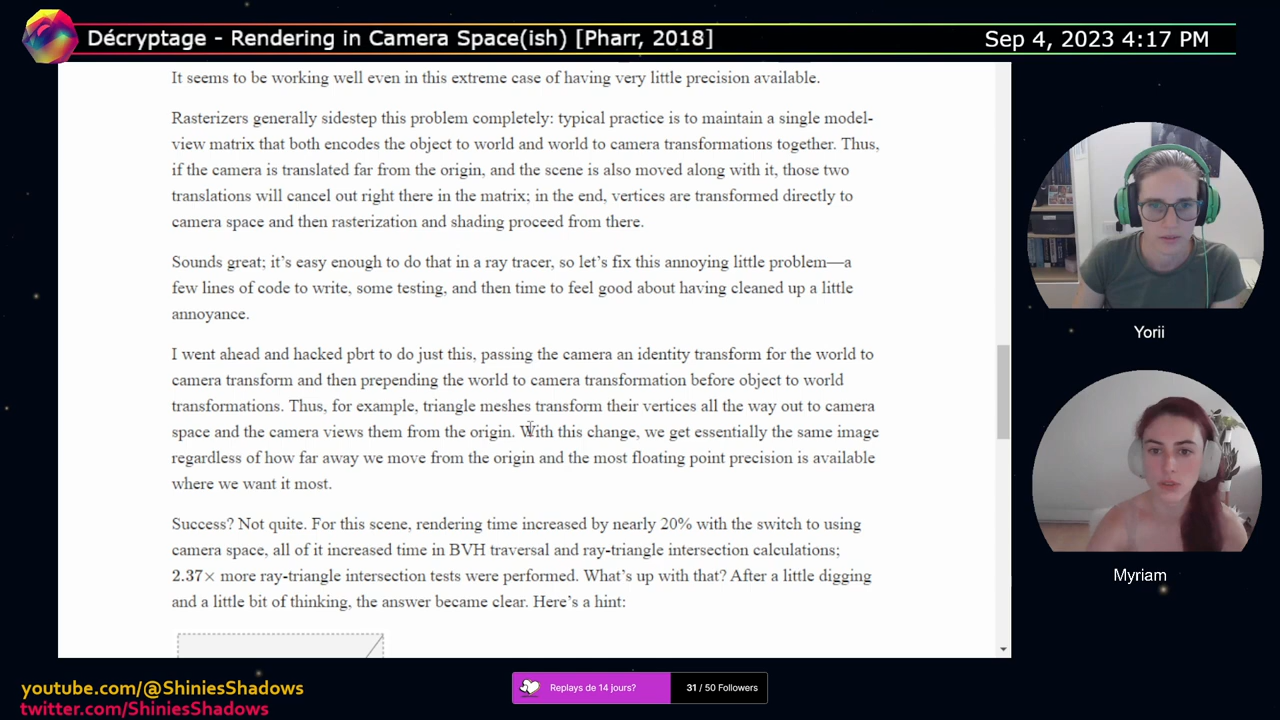 Décryptage - Rendering in Camera Space(ish) [Pharr, 2018]
Sep 4, 2023 4:17 PM
It seems to be working well even in this extreme case of having very little precision available.
Rasterizers generally sidestep this problem completely: typical practice is to maintain a single model-
view matrix that both encodes the object to world and world to camera transformations together. Thus,
if the camera is translated far from the origin, and the scene is also moved along with it, those two
translations will cancel out right there in the matrix; in the end, vertices are transformed directly to
camera space and then rasterization and shading proceed from there.
Sounds great; it’s easy enough to do that in a ray tracer, so let’s fix this annoying little problem—a
few lines of code to write, some testing, and then time to feel good about having cleaned up a little
annoyance.
I went ahead and hacked pbrt to do just this, passing the camera an identity transform for the world to
camera transform and then prepending the world to camera transformation before object to world
transformations. Thus, for example, triangle meshes transform their vertices all the way out to camera
space and the camera views them from the origin. With this change, we get essentially the same image
regardless of how far away we move from the origin and the most floating point precision is available
where we want it most.
Success? Not quite. For this scene, rendering time increased by nearly 20% with the switch to using
camera space, all of it increased time in BVH traversal and ray-triangle intersection calculations;
2.37× more ray-triangle intersection tests were performed. What’s up with that? After a little digging
and a little bit of thinking, the answer became clear. Here’s a hint:
Yorii
Myriam
youtube.com/@ShiniesShadows
twitter.com/ShiniesShadows
Replays de 14 jours?
31 / 50 Followers